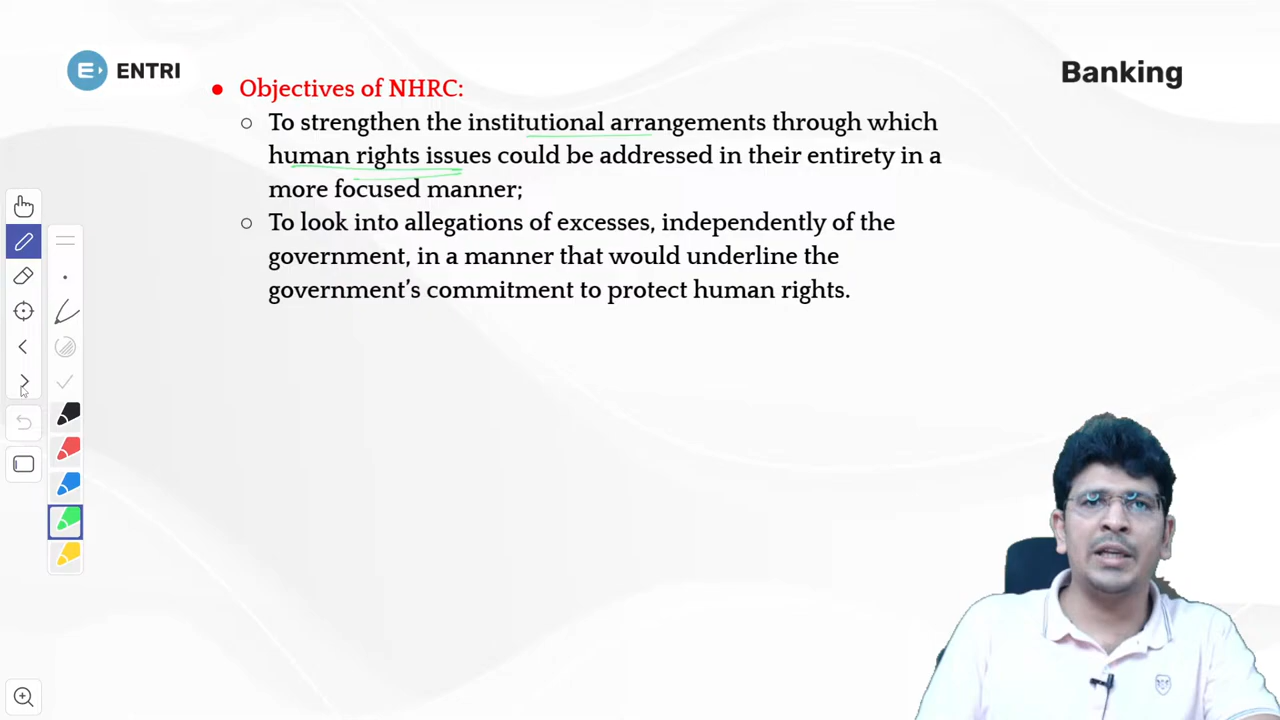 ENTRI
Banking
Objectives of NHRC:
To strengthen the institutional arrangements through which
human rights issues could be addressed in their entirety in a
more focused manner;
To look into allegations of excesses, independently of the
government, in a manner that would underline the
government's commitment to protect human rights.